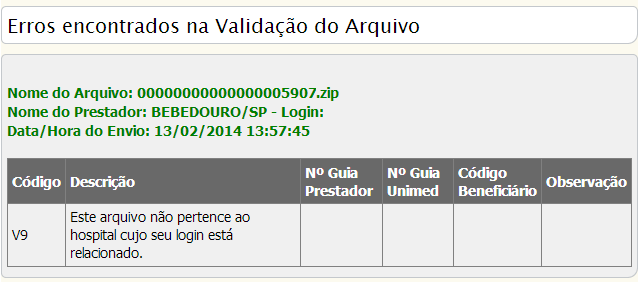 Erros encontrados na Validação do Arquivo
Nome do Arquivo: 00000000000000005907.zip
Nome do Prestador: BEBEDOURO/SP - Login:
Data/Hora do Envio: 13/02/2014 13:57:45
Código Descrição Nº Guia Prestador Nº Guia Unimed Código Beneficiário Observação
V9 Este arquivo não pertence ao
hospital cujo seu login está
relacionado.